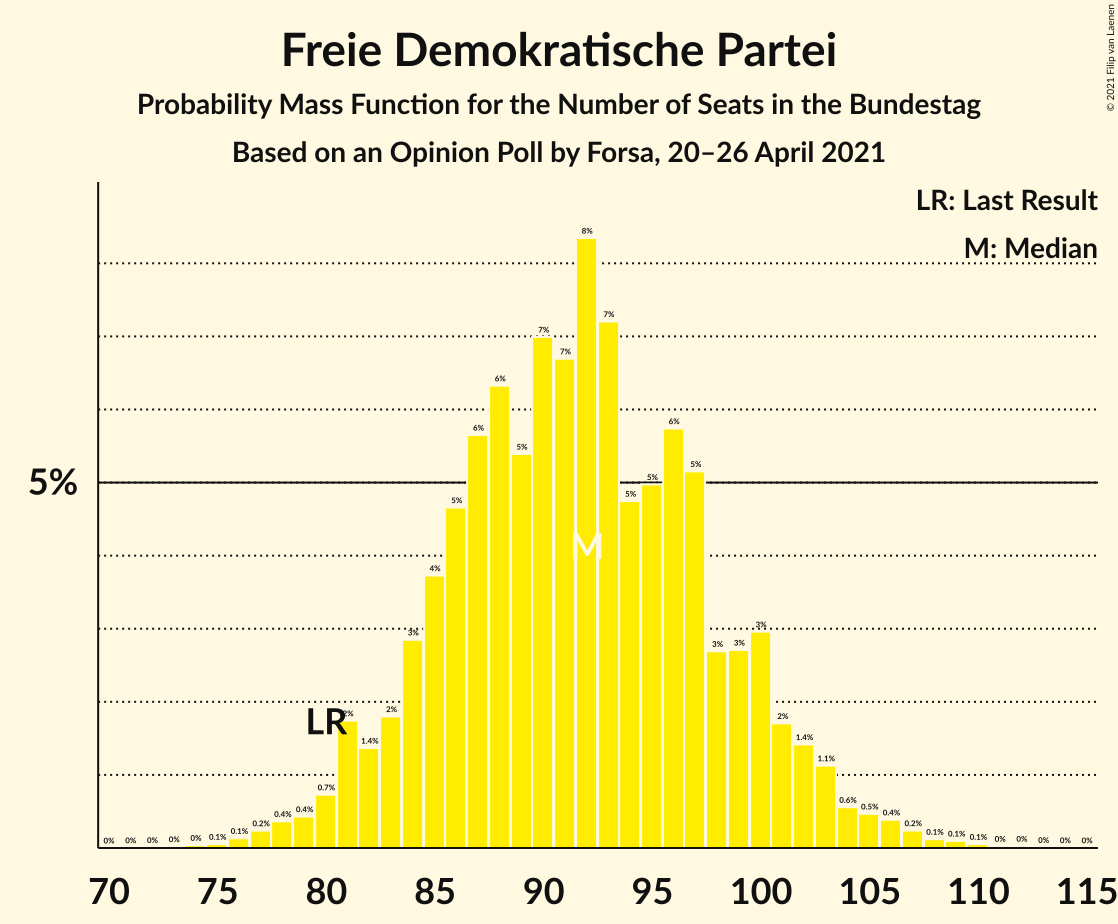 Freie Demokratische Partei
Probability Mass Function for the Number of Seats in the Bundestag
Based on an Opinion Poll by Forsa, 20–26 April 2021
© 2021 Filip van Laenen
LR: Last Result
M: Median
5%
0% 0% 0% 0% 0% 0.1% 0.1% 0.2% 0.4% 0.4% 0.7% 2% 1.4% 2% 3% 4% 5% 6% 6% 5% 7% 7% 8% 7% 5% 5% 6% 5% 3% 3% 3% 2% 1.4% 1.1% 0.6% 0.5% 0.4% 0.2% 0.1% 0.1% 0.1% 0% 0% 0% 0% 0%
LR
M
70 75 80 85 90 95 100 105 110 115